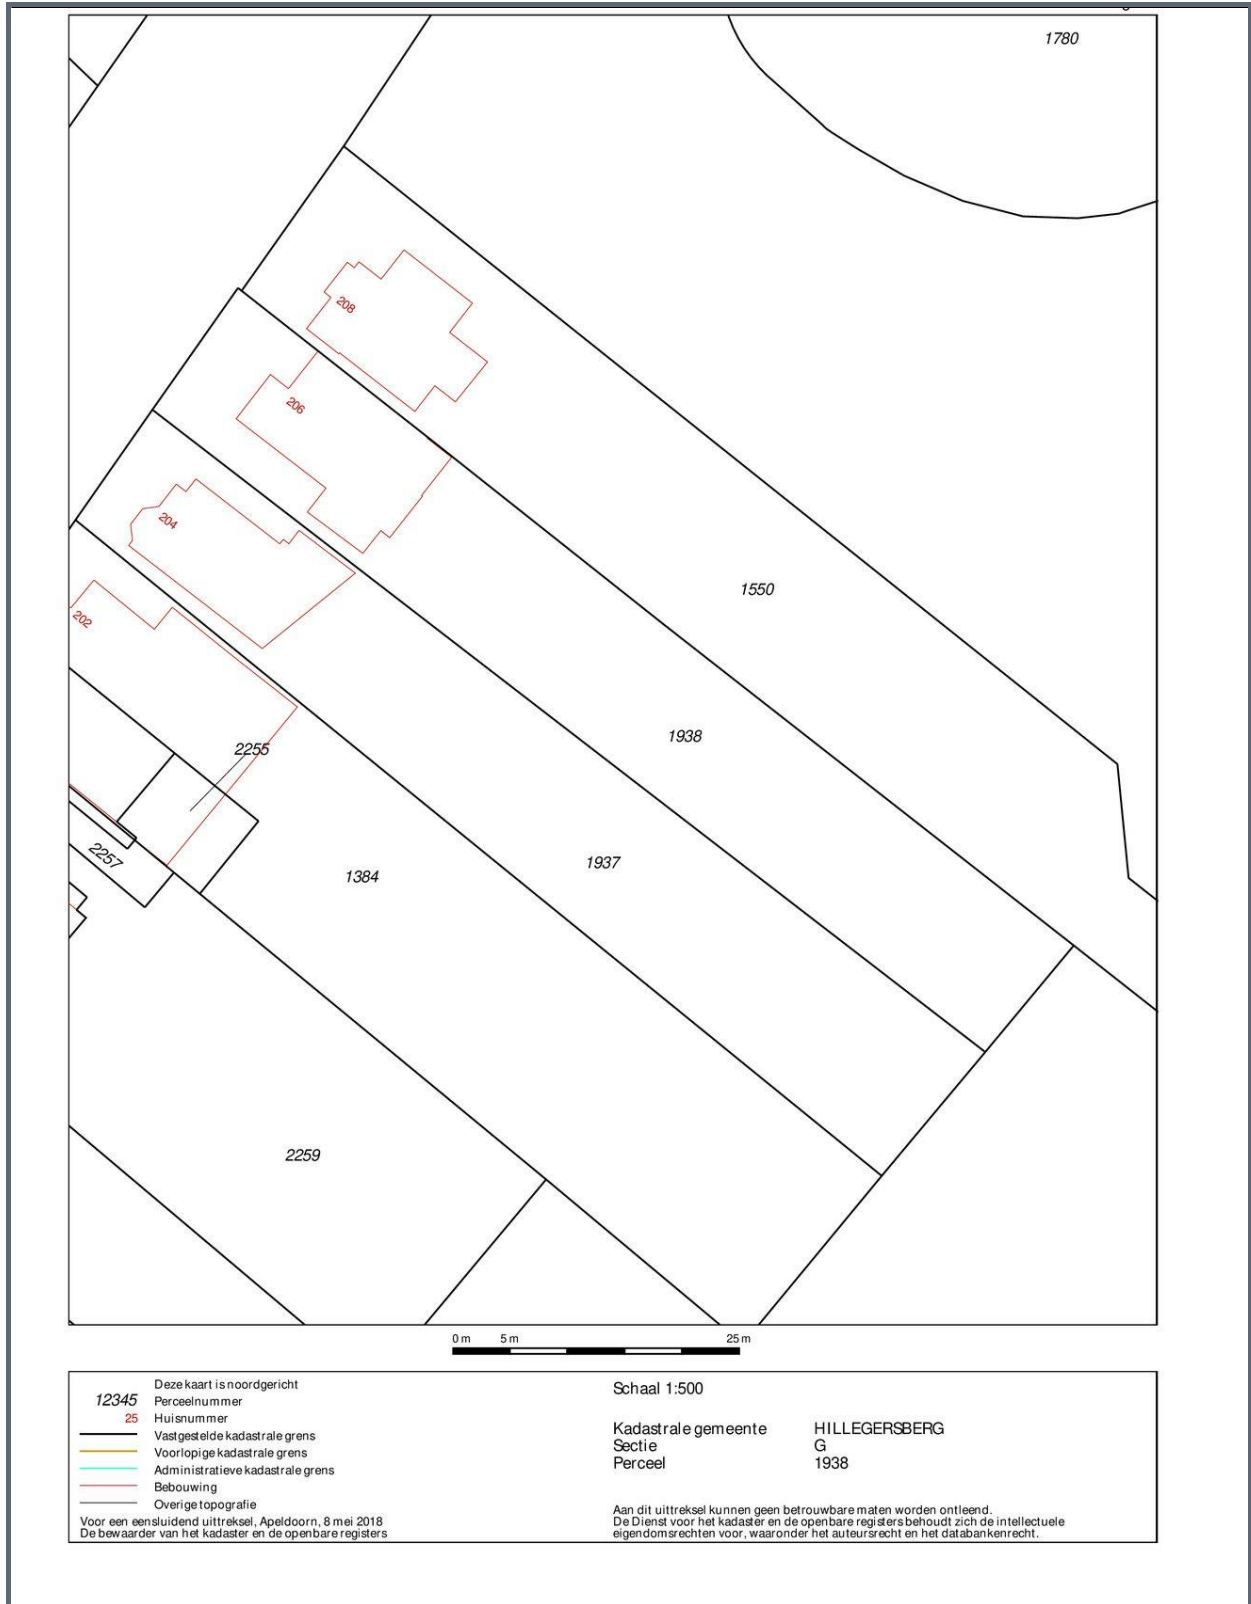 1780
208
206
204
202
1550
1938
2255
1937
2257
1384
2259
0 m 5 m 25 m
Deze kaart is noordgericht
12345 Perceelnummer
25 Huisnummer
Vastgestelde kadastrale grens
Voorlopige kadastrale grens
Administratieve kadastrale grens
Bebouwing
Overige topografie
Voor een eensluidend uittreksel, Apeldoorn, 8 mei 2018
De bewaarder van het kadaster en de openbare registers
Schaal 1:500
Kadastrale gemeente HILLEGERSBERG
Sectie G
Perceel 1938
Aan dit uittreksel kunnen geen betrouwbare maten worden ontleend.
De Dienst voor het kadaster en de openbare registers behoudt zich de intellectuele
eigendomsrechten voor, waaronder het auteursrecht en het databankenrecht.